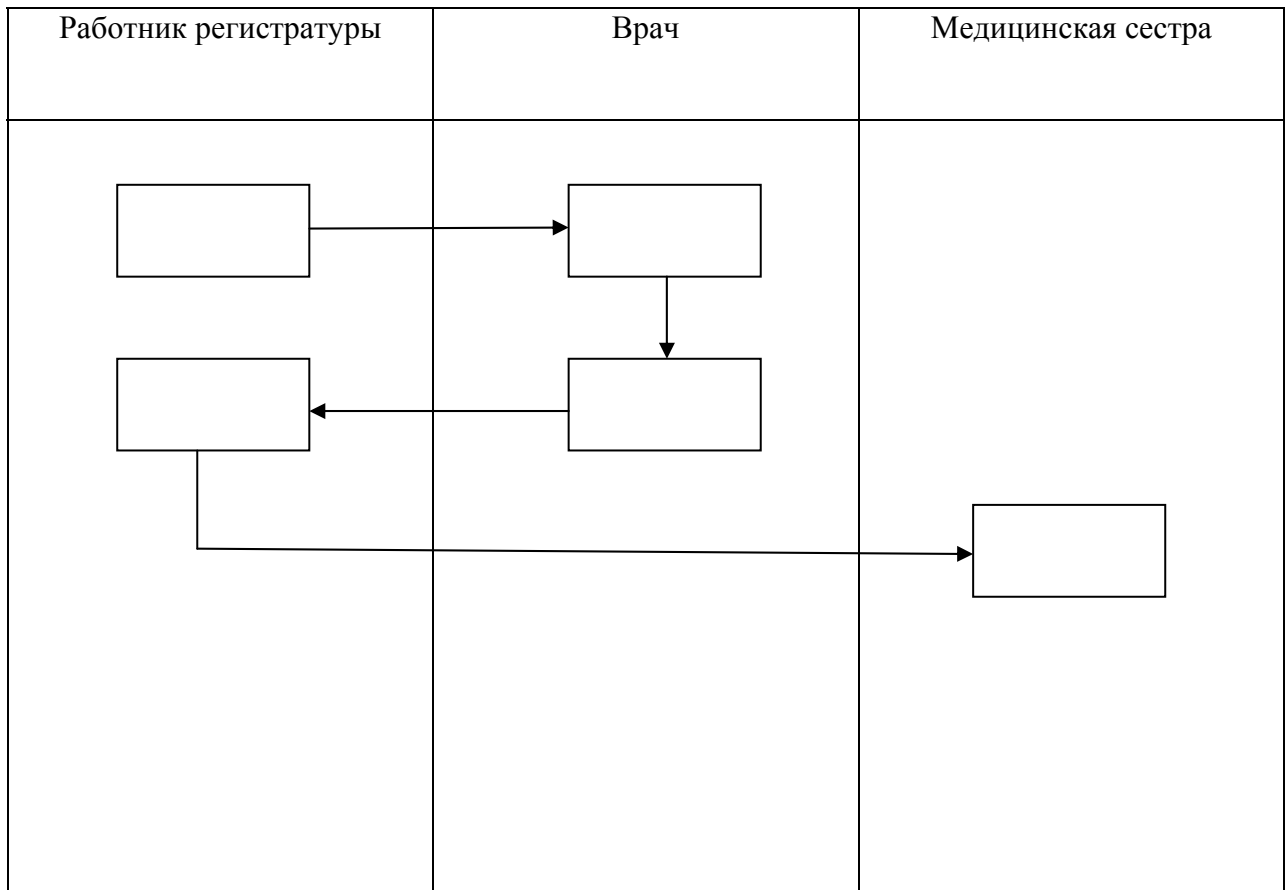 Работник регистратуры
Врач
Медицинская сестра